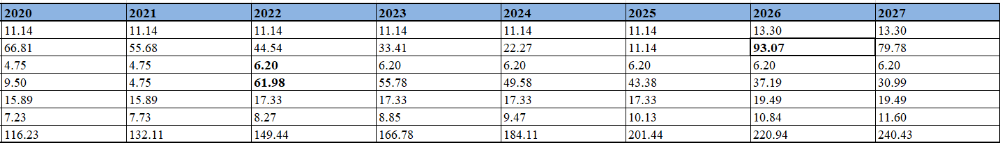 2020 2021 2022 2023 2024 2025 2026 2027
11.14 11.14 11.14 11.14 11.14 11.14 13.30 13.30
66.81 55.68 44.54 33.41 22.27 11.14 93.07 79.78
4.75 4.75 6.20 6.20 6.20 6.20 6.20 6.20
9.50 4.75 61.98 55.78 49.58 43.38 37.19 30.99
15.89 15.89 17.33 17.33 17.33 17.33 19.49 19.49
7.23 7.73 8.27 8.85 9.47 10.13 10.84 11.60
116.23 132.11 149.44 166.78 184.11 201.44 220.94 240.43